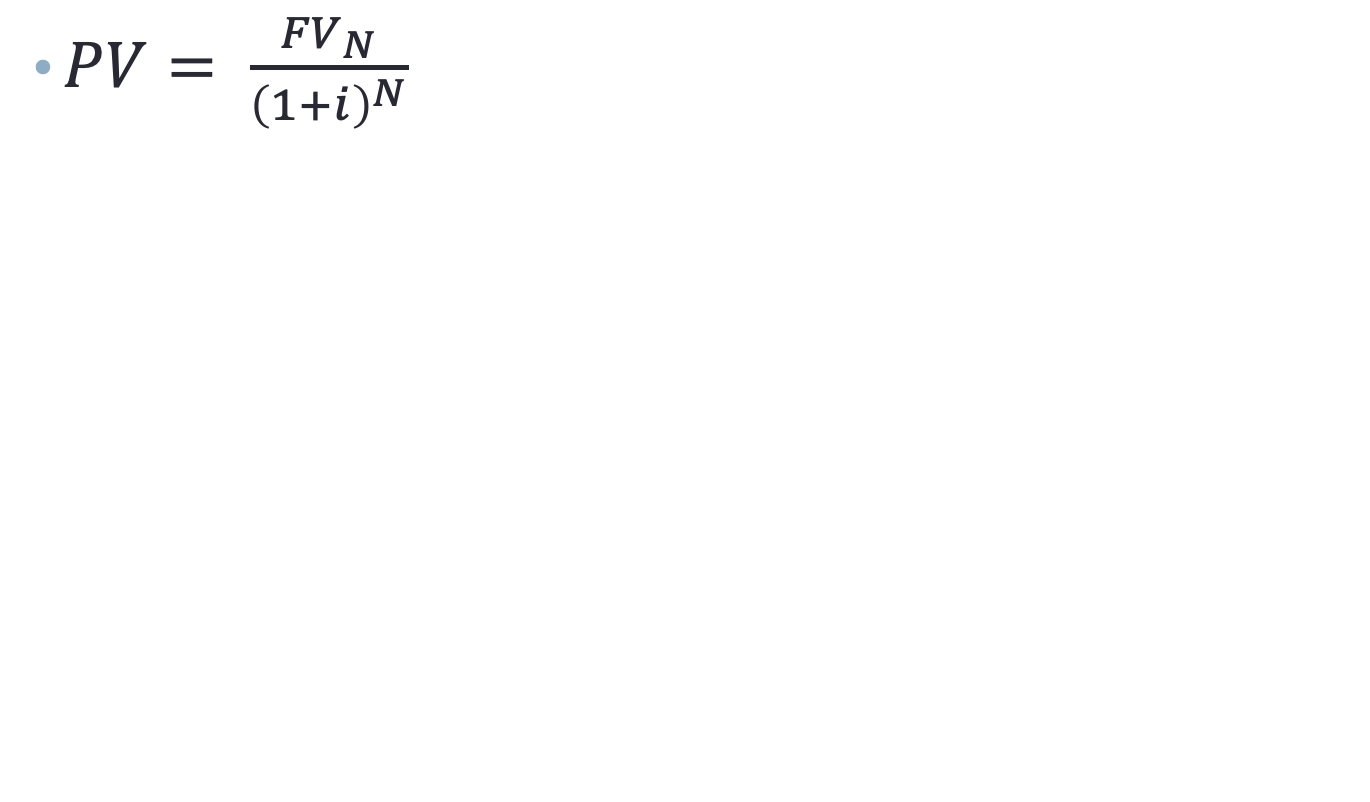 • PV = FV_N / (1+i)^N